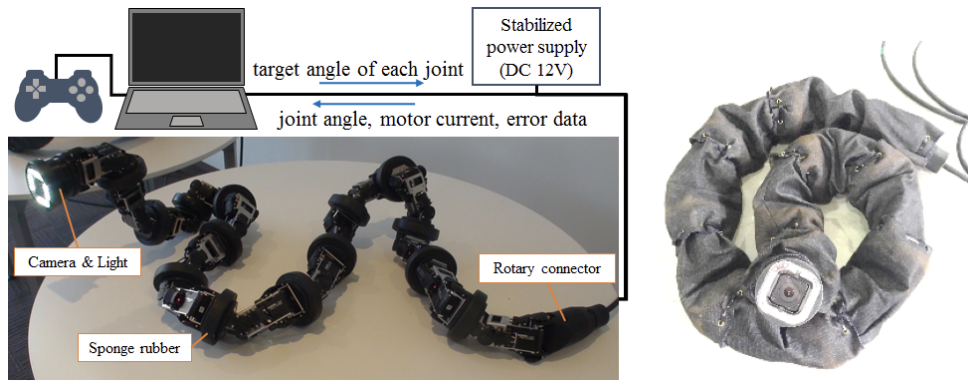 Stabilized
power supply
(DC 12V)
target angle of each joint
joint angle, motor current, error data
Camera & Light
Rotary connector
Sponge rubber